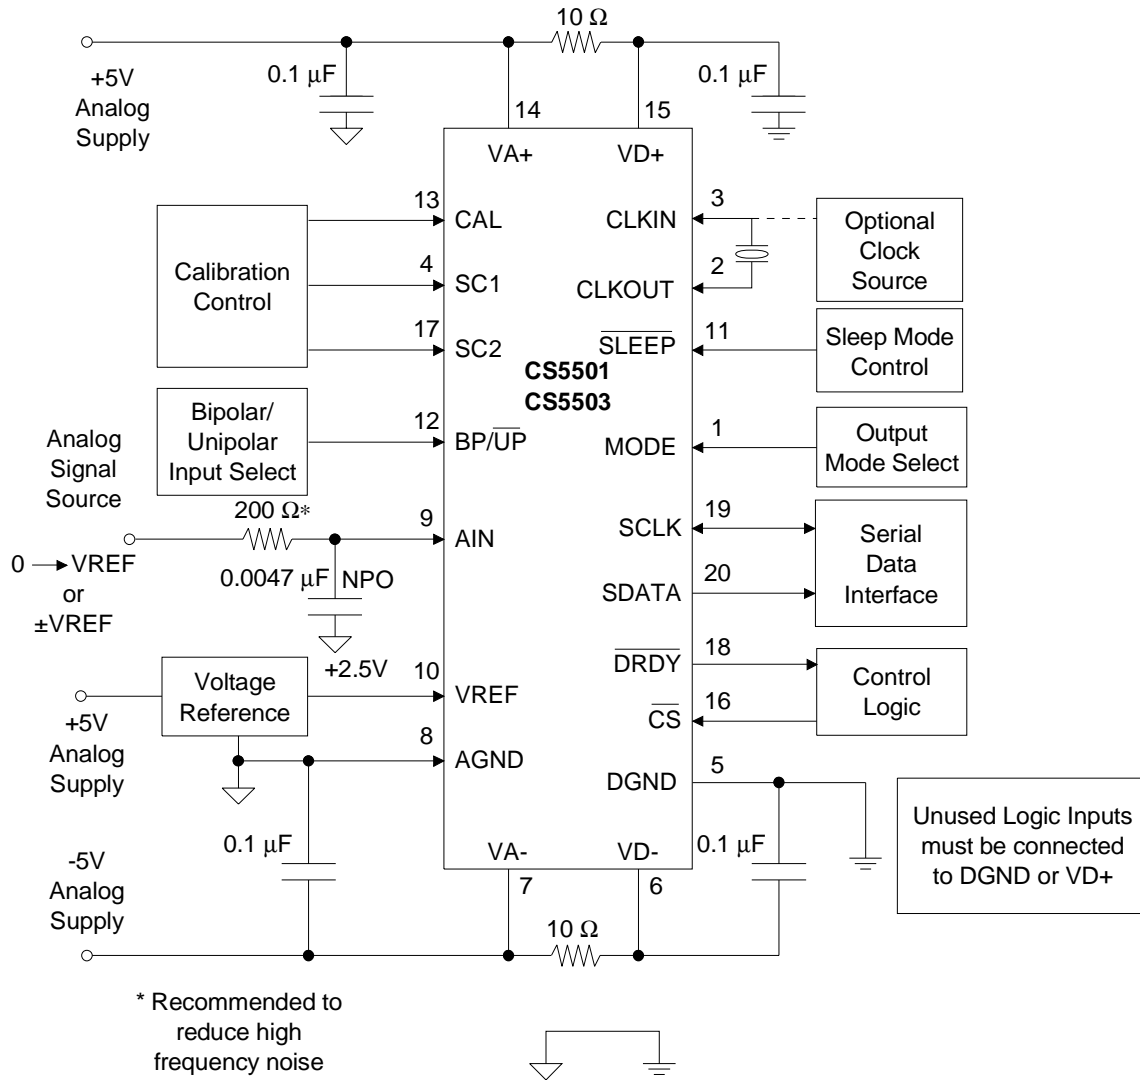 10 Ω
+5V
Analog
Supply
0.1 µF
0.1 µF
14
15
VA+
VD+
13
CAL
3
CLKIN
Optional
Clock
Source
Calibration
Control
4
SC1
2
CLKOUT
17
SC2
11
SLEEP
Sleep Mode
Control
CS5501
CS5503
Bipolar/
Unipolar
Input Select
12
BP/UP
1
MODE
Output
Mode Select
Analog
Signal
Source
200 Ω*
9
AIN
19
SCLK
Serial
Data
Interface
0 → VREF
or
±VREF
0.0047 µF
NPO
20
SDATA
18
DRDY
Control
Logic
+2.5V
Voltage
Reference
10
VREF
16
CS
+5V
Analog
Supply
8
AGND
5
DGND
Unused Logic Inputs
must be connected
to DGND or VD+
0.1 µF
0.1 µF
-5V
Analog
Supply
VA-
VD-
7
6
10 Ω
* Recommended to
reduce high
frequency noise